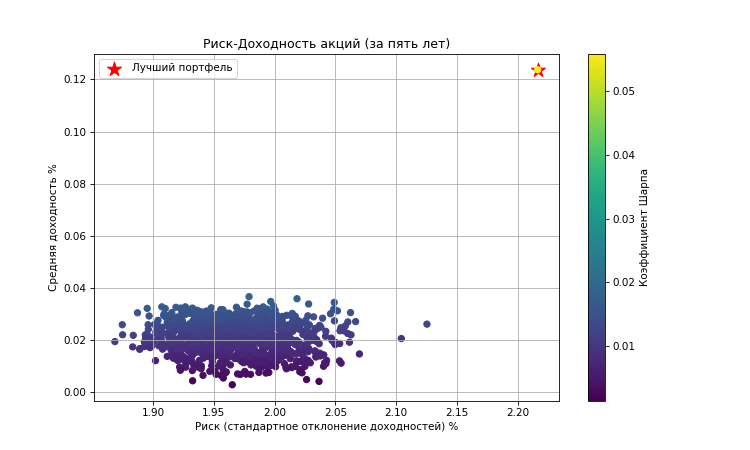 Риск-Доходность акций (за пять лет)
Лучший портфель
0.12
0.10
0.08
0.06
0.04
0.02
0.00
Средняя доходность %
1.90 1.95 2.00 2.05 2.10 2.15 2.20
Риск (стандартное отклонение доходностей) %
0.05
0.04
0.03
0.02
0.01
Коэффициент Шарпа